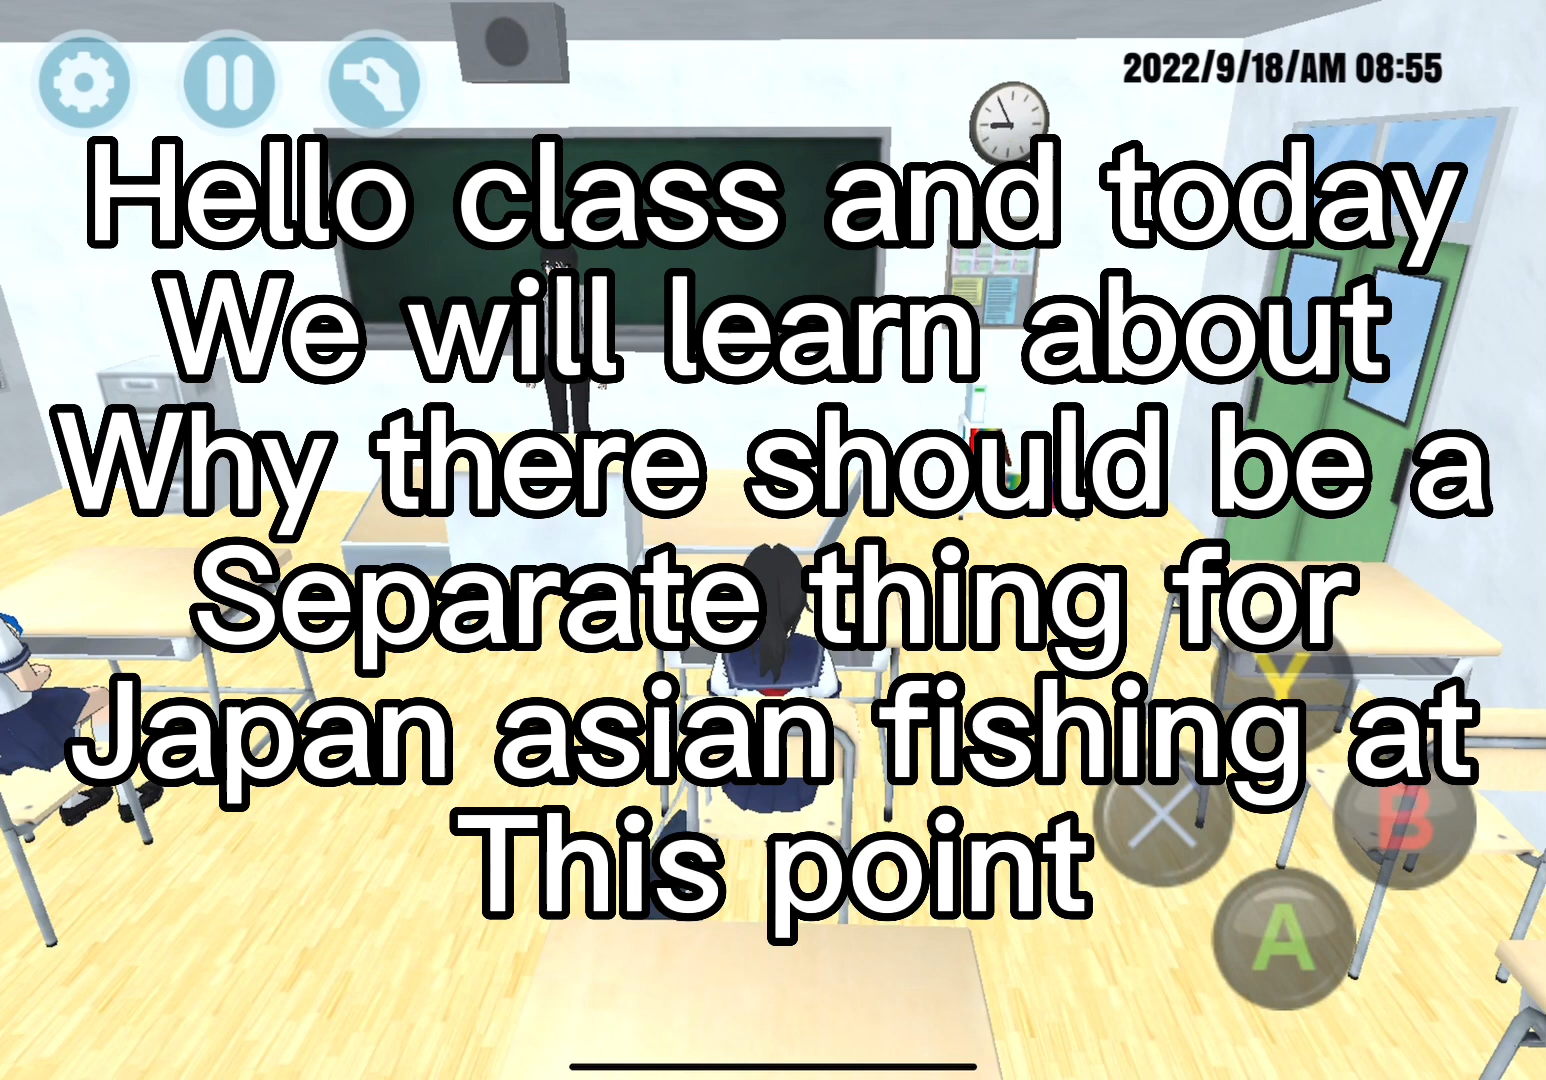 2022/9/18/AM 08:55
Hello class and today
We will learn about
Why there should be a
Separate thing for
Japan asian fishing at
This point
Y
X
B
A